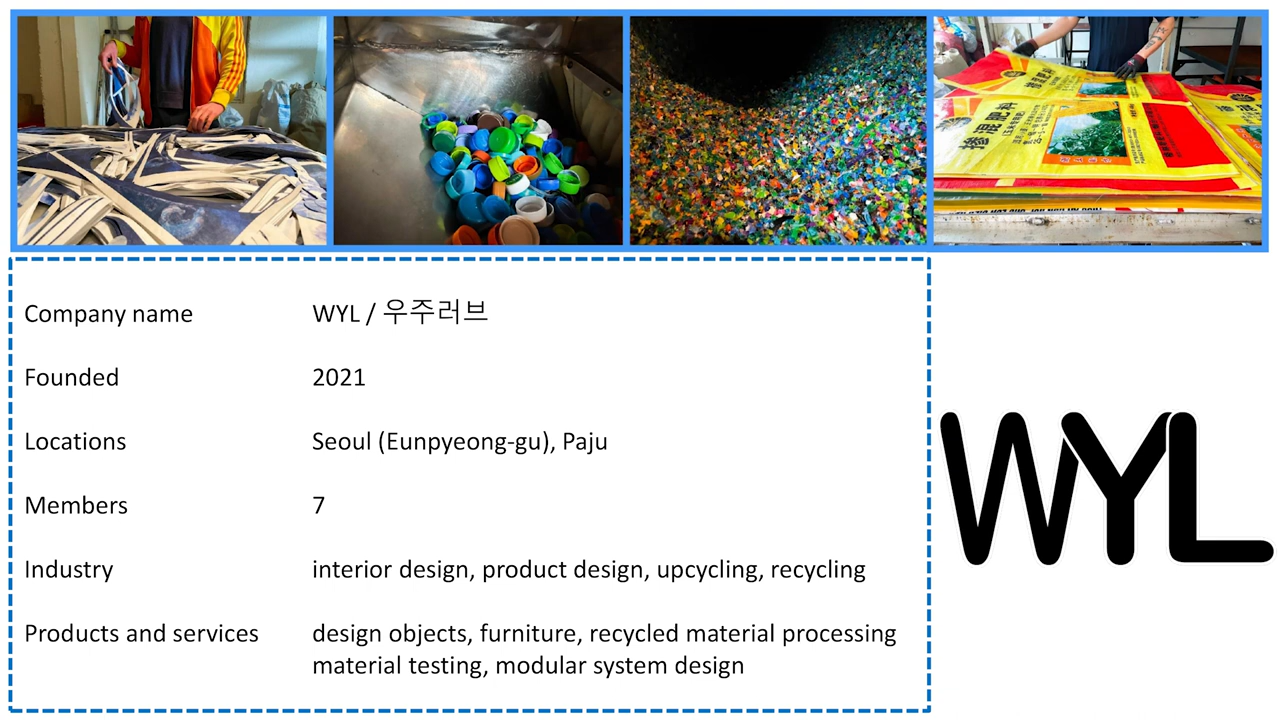 Company name WYL / 우주러브
Founded 2021
Locations Seoul (Eunpyeong-gu), Paju
Members 7
Industry interior design, product design, upcycling, recycling
Products and services design objects, furniture, recycled material processing
material testing, modular system design
WYL